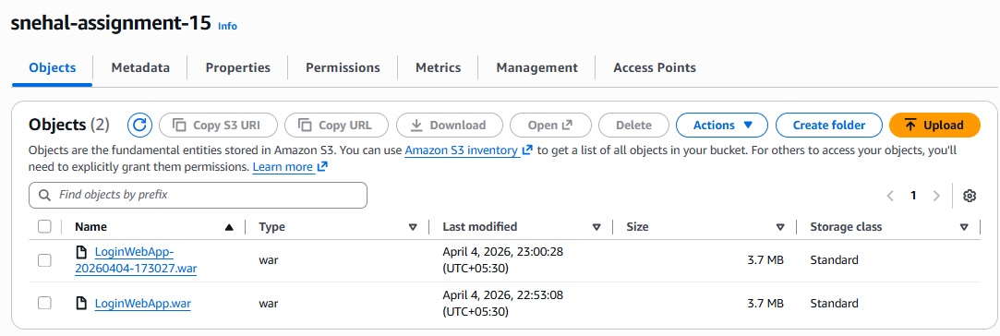 snehal-assignment-15 Info
Objects Metadata Properties Permissions Metrics Management Access Points
Objects (2) Copy S3 URI Copy URL Download Open Delete Actions Create folder Upload
Objects are the fundamental entities stored in Amazon S3. You can use Amazon S3 inventory to get a list of all objects in your bucket. For others to access your objects, you'll
need to explicitly grant them permissions. Learn more
Find objects by prefix 1
Name Type Last modified Size Storage class
LoginWebApp-
20260404-173027.war war April 4, 2026, 23:00:28
(UTC+05:30) 3.7 MB Standard
LoginWebApp.war war April 4, 2026, 22:53:08
(UTC+05:30) 3.7 MB Standard